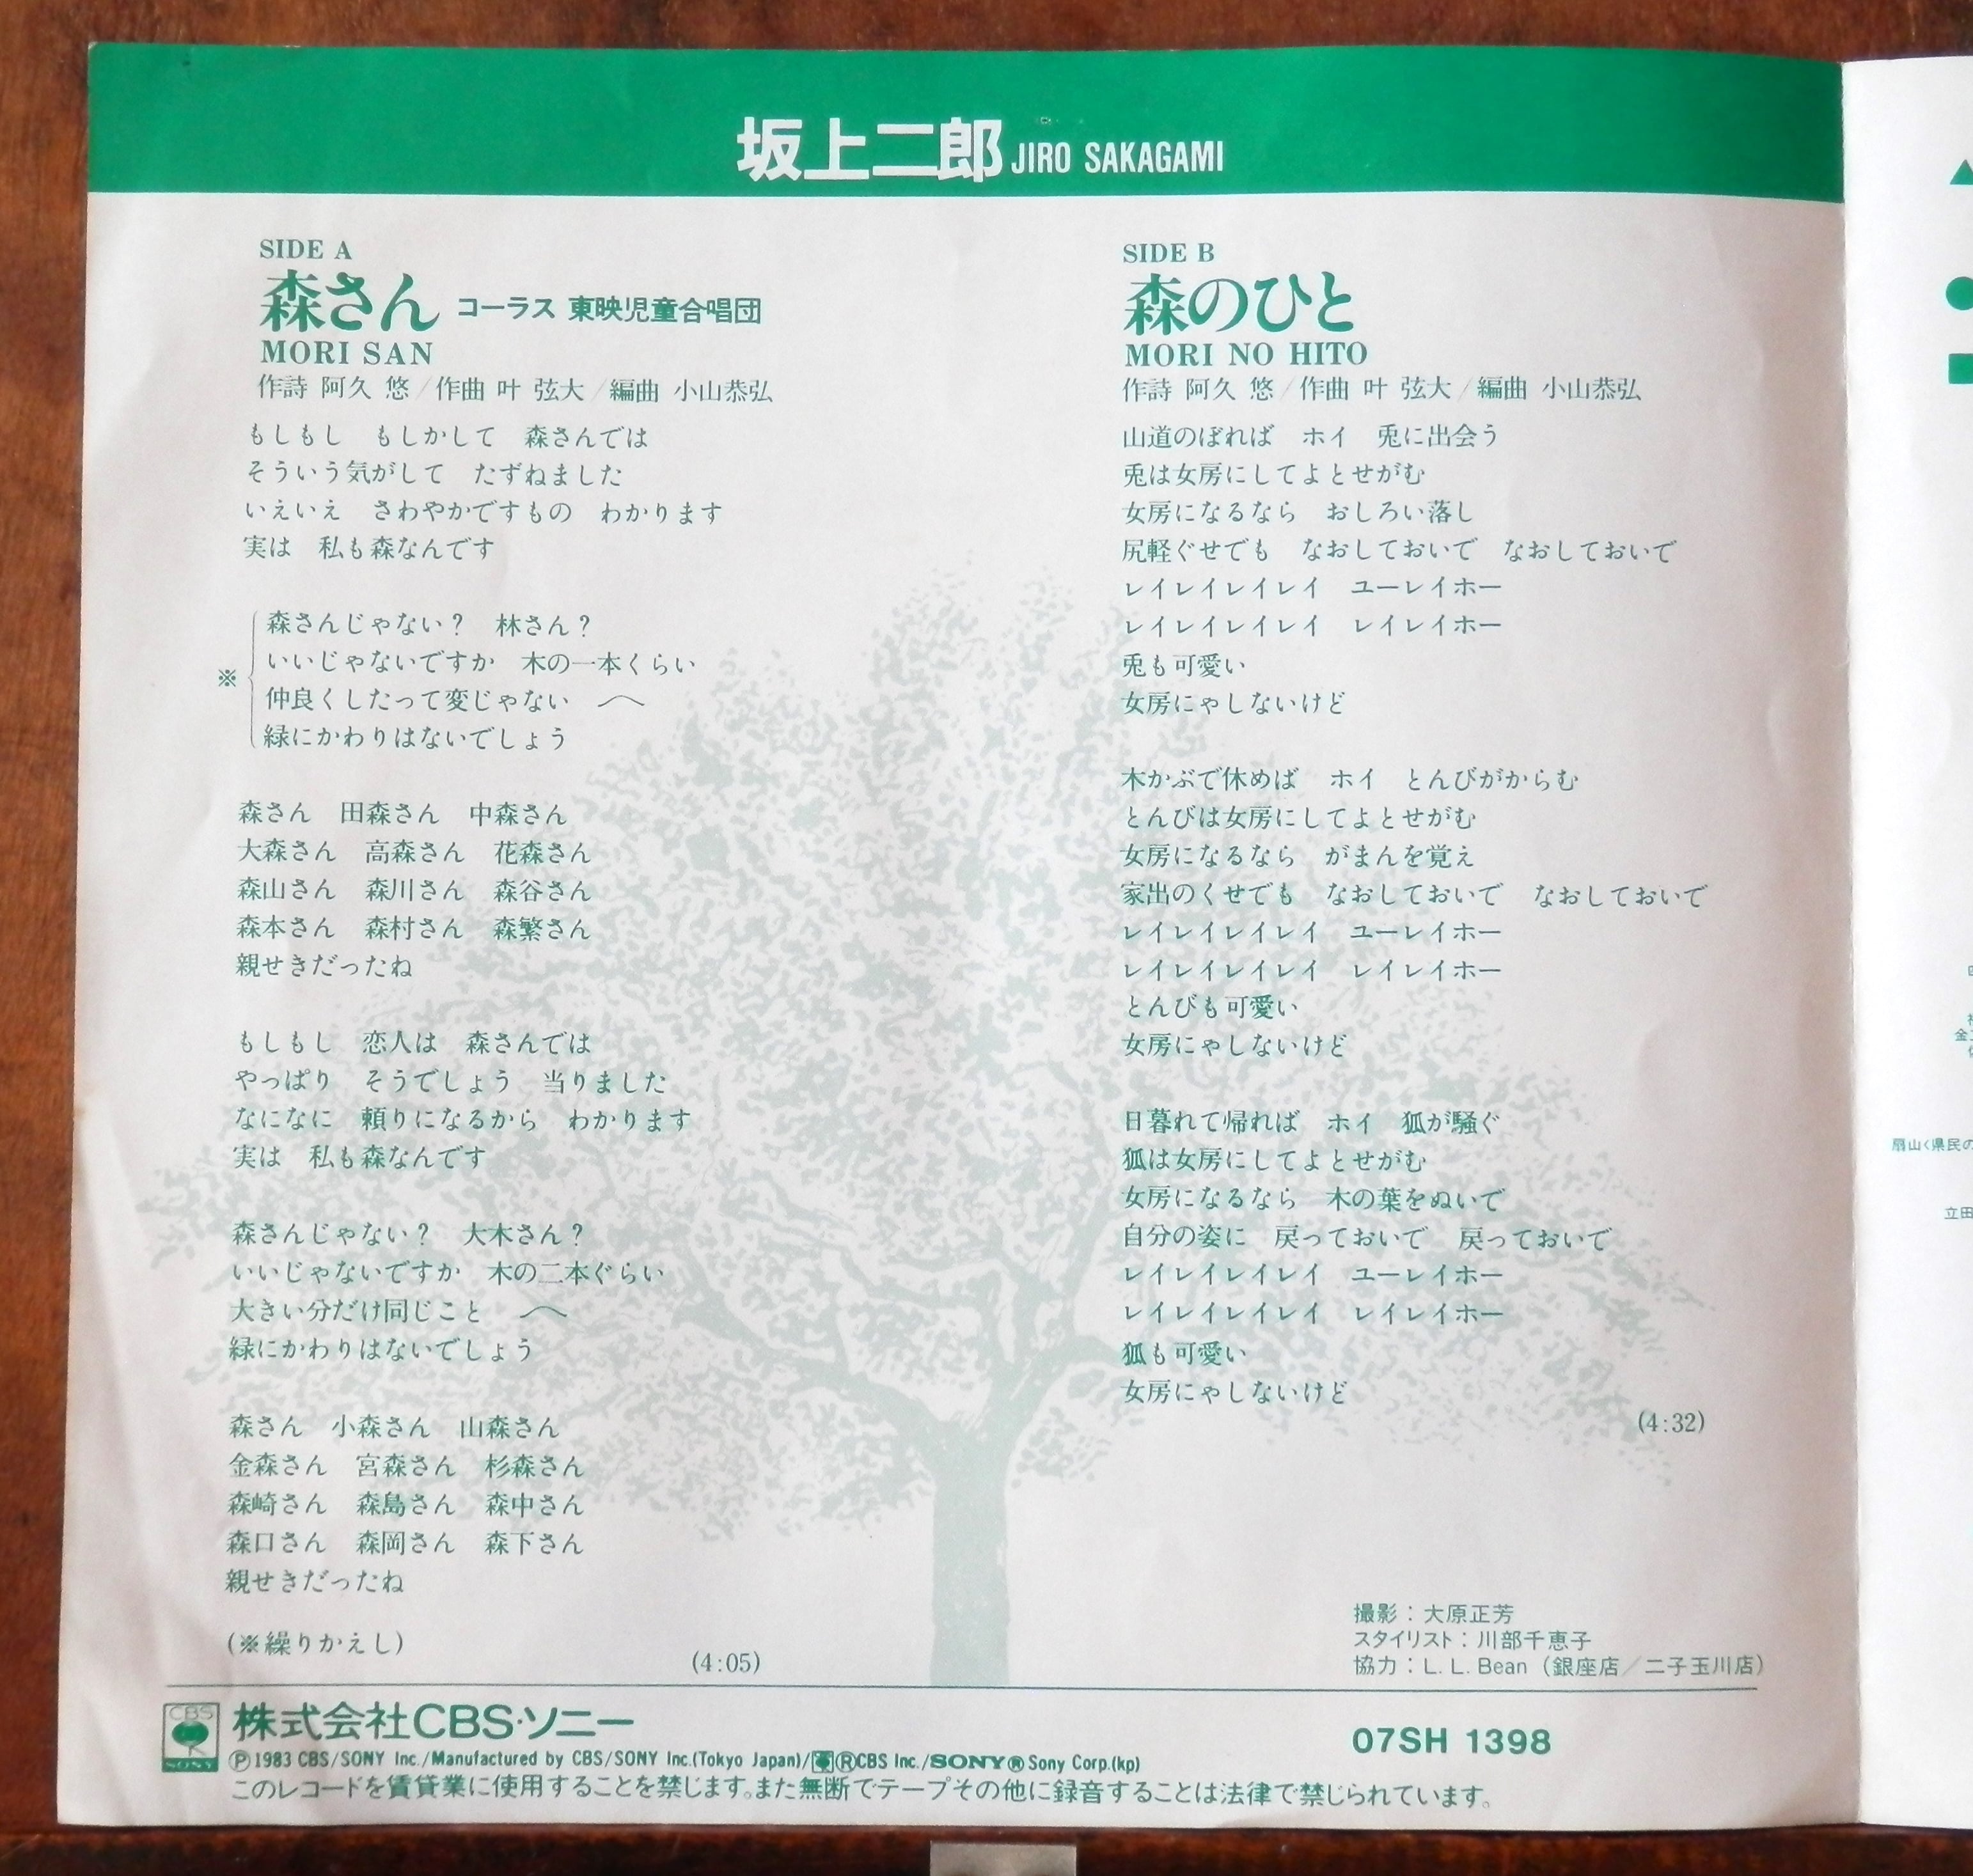 坂上二郎 JIRO SAKAGAMI
SIDE A
森さん コーラス 東映児童合唱団
MORI SAN
作詩 阿久 悠/作曲 叶 弦大/編曲 小山恭弘
もしもし もしかして 森さんでは
そういう気がして たずねました
いえいえ さわやかですもの わかります
実は 私も森なんです
※
森さんじゃない? 林さん?
いいじゃないですか 木の一本くらい
仲良くしたって変じゃない 〽
緑にかわりはないでしょう
森さん 田森さん 中森さん
大森さん 高森さん 花森さん
森山さん 森川さん 森谷さん
森本さん 森村さん 森繁さん
親せきだったね
もしもし 恋人は 森さんでは
やっぱり そうでしょう 当りました
なになに 頼りになるから わかります
実は 私も森なんです
森さんじゃない? 大木さん?
いいじゃないですか 木の二本ぐらい
大きい分だけ同じこと 〽
緑にかわりはないでしょう
森さん 小森さん 山森さん
金森さん 宮森さん 杉森さん
森崎さん 森島さん 森中さん
森口さん 森岡さん 森下さん
親せきだったね
(※繰りかえし)
(4:05)
SIDE B
森のひと
MORI NO HITO
作詩 阿久 悠/作曲 叶 弦大/編曲 小山恭弘
山道のぼれば ホイ 兎に出会う
兎は女房にしてよとせがむ
女房になるなら おしろい落し
尻軽ぐせでも なおしておいで なおしておいで
レイレイレイレイ ユーレイホー
レイレイレイレイ レイレイホー
兎も可愛い
女房にゃしないけど
木かぶで休めば ホイ とんびがからむ
とんびは女房にしてよとせがむ
女房になるなら がまんを覚え
家出のくせでも なおしておいで なおしておいで
レイレイレイレイ ユーレイホー
レイレイレイレイ レイレイホー
とんびも可愛い
女房にゃしないけど
日暮れて帰れば ホイ 狐が騒ぐ
狐は女房にしてよとせがむ
女房になるなら 木の葉をぬいで
自分の姿に 戻っておいで 戻っておいで
レイレイレイレイ ユーレイホー
レイレイレイレイ レイレイホー
狐も可愛い
女房にゃしないけど
(4:32)
撮影:大原正芳
スタイリスト:川部千恵子
協力:L. L. Bean (銀座店/二子玉川店)
CBS
SONY
株式会社CBS・ソニー
07SH 1398
Ⓟ1983 CBS/SONY Inc./Manufactured by CBS/SONY Inc.(Tokyo Japan)/®CBS Inc./SONY® Sony Corp.(kp)
このレコードを賃貸業に使用することを禁じます。また無断でテープその他に録音することは法律で禁じられています。
扇山く県民の
立田